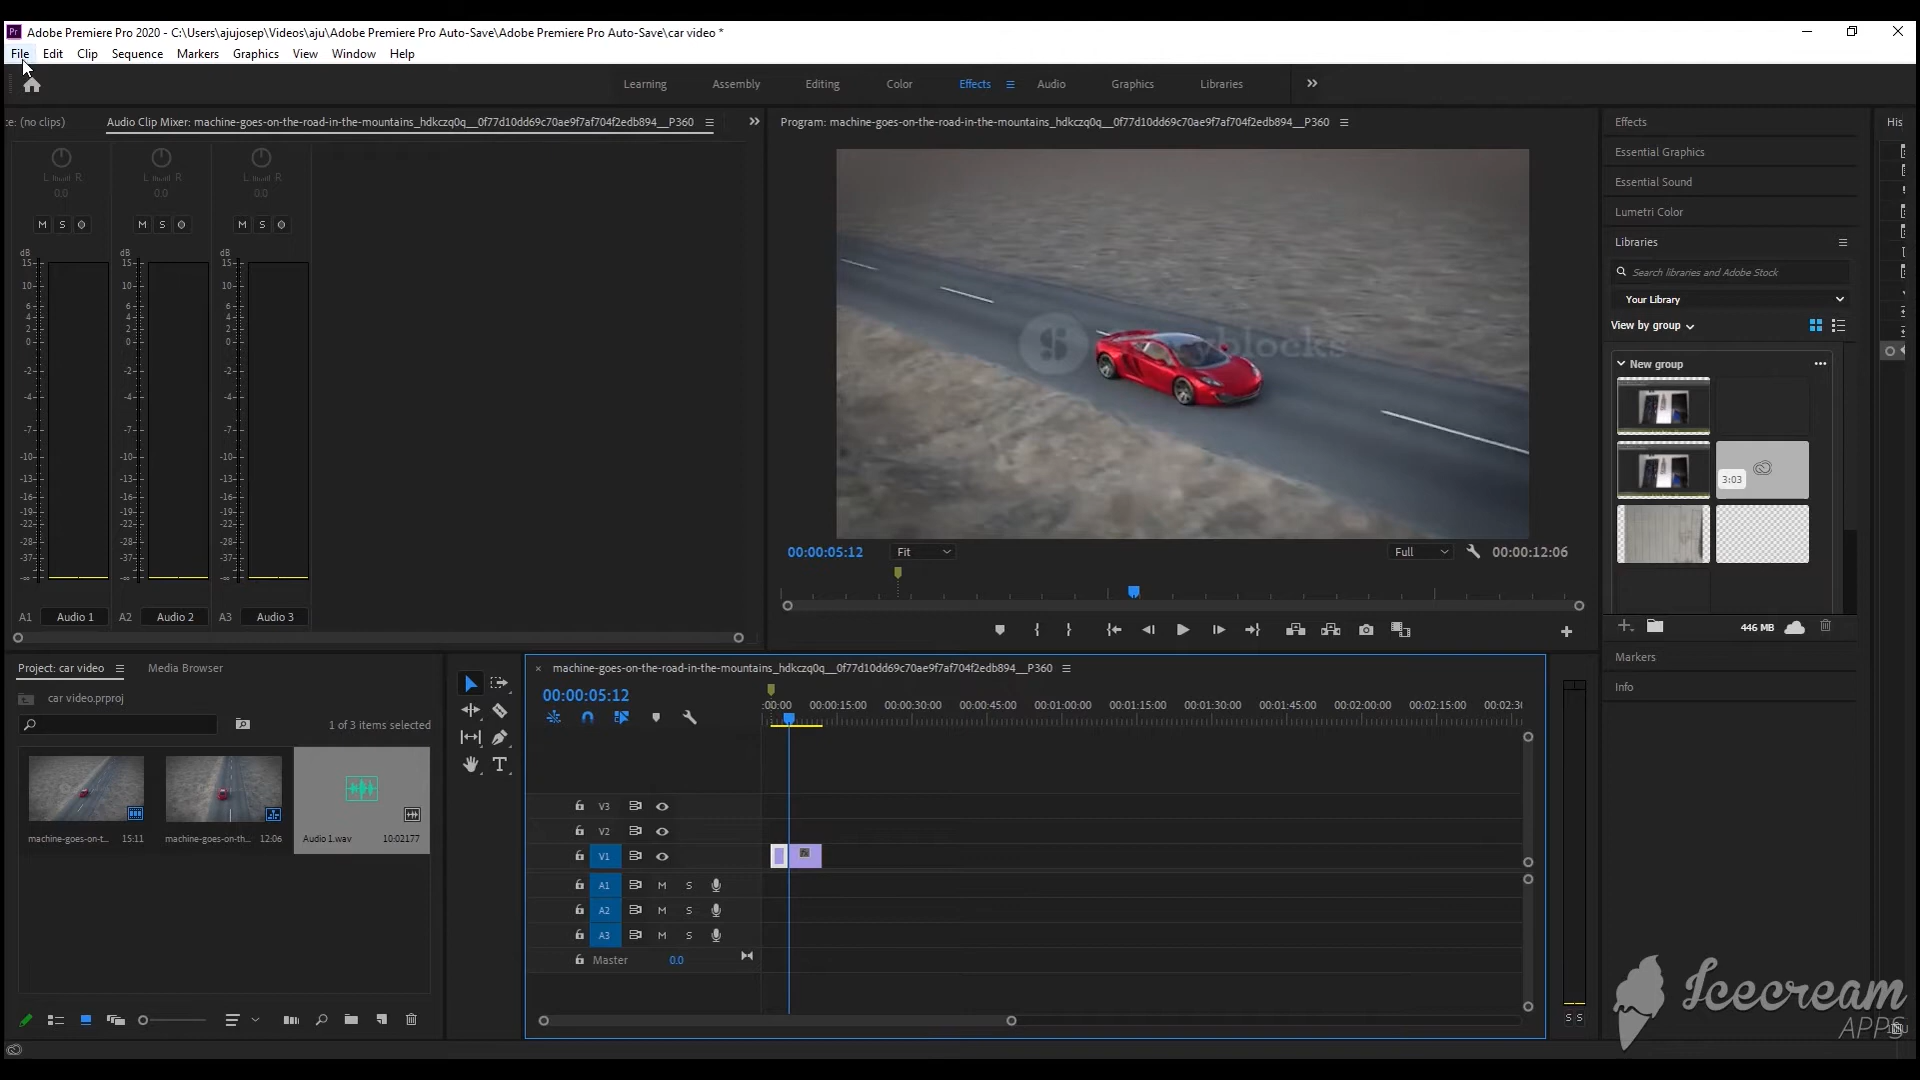 Pr Adobe Premiere Pro 2020 - C:\Users\ajujosep\Videos\aju\Adobe Premiere Pro Auto-Save\Adobe Premiere Pro Auto-Save\car video *
File Edit Clip Sequence Markers Graphics View Window Help
Learning Assembly Editing Color Effects Audio Graphics Libraries
ce: (no clips) Audio Clip Mixer: machine-goes-on-the-road-in-the-mountains_hdkczq0q__0f77d10dd69c70ae9f7af704f2edb894__P360
Program: machine-goes-on-the-road-in-the-mountains_hdkczq0q__0f77d10dd69c70ae9f7af704f2edb894__P360
Effects His
Essential Graphics
Essential Sound
Lumetri Color
Libraries
Search libraries and Adobe Stock
Your Library
View by group
New group
3:03
446 MB
Markers
Info
L R L R L R
0.0 0.0 0.0
M S M S M S
dB dB dB
15 15 15
10 10 10
6 6 6
4 4 4
2 2 2
0 0 0
-2 -2 -2
-4 -4 -4
-7 -7 -7
-10 -10 -10
-13 -13 -13
-16 -16 -16
-19 -19 -19
-22 -22 -22
-28 -28 -28
-37 -37 -37
-∞ -∞ -∞
A1 Audio 1 A2 Audio 2 A3 Audio 3
00:00:05:12 Fit Full 00:00:12:06
Project: car video Media Browser
car video.prproj
1 of 3 items selected
machine-goes-on-t... 15:11 machine-goes-on-th... 12:06 Audio 1.wav 10:02177
machine-goes-on-the-road-in-the-mountains_hdkczq0q__0f77d10dd69c70ae9f7af704f2edb894__P360
00:00:05:12
:00:00 00:00:15:00 00:00:30:00 00:00:45:00 00:01:00:00 00:01:15:00 00:01:30:00 00:01:45:00 00:02:00:00 00:02:15:00 00:02:30
V3
V2
V1
A1 M S
A2 M S
A3 M S
Master 0.0
S S
Icecream
APPS